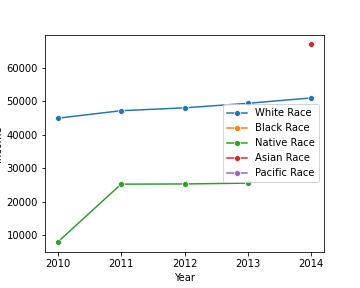 60000
50000
40000
30000
20000
10000
White Race
Black Race
Native Race
Asian Race
Pacific Race
2010 2011 2012 2013 2014
Year